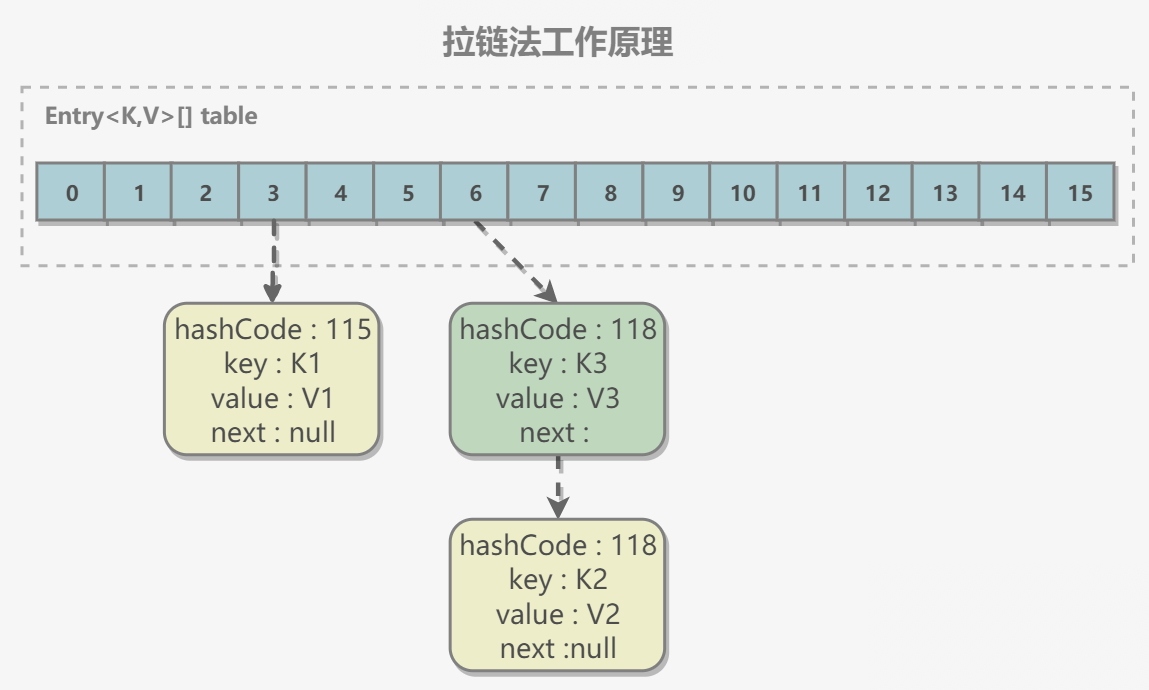 拉链法工作原理
Entry<K,V>[] table
0 1 2 3 4 5 6 7 8 9 10 11 12 13 14 15
hashCode : 115
key : K1
value : V1
next : null
hashCode : 118
key : K3
value : V3
next :
hashCode : 118
key : K2
value : V2
next :null